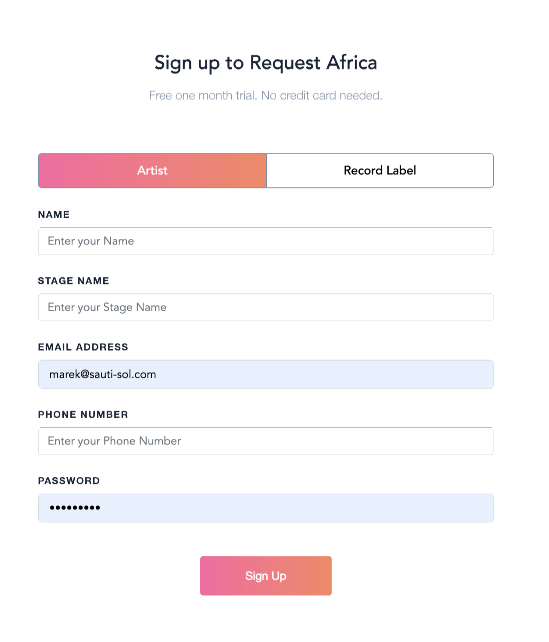 Sign up to Request Africa
Free one month trial. No credit card needed.
Artist
Record Label
NAME
Enter your Name
STAGE NAME
Enter your Stage Name
EMAIL ADDRESS
marek@sauti-sol.com
PHONE NUMBER
Enter your Phone Number
PASSWORD
•••••••••
Sign Up